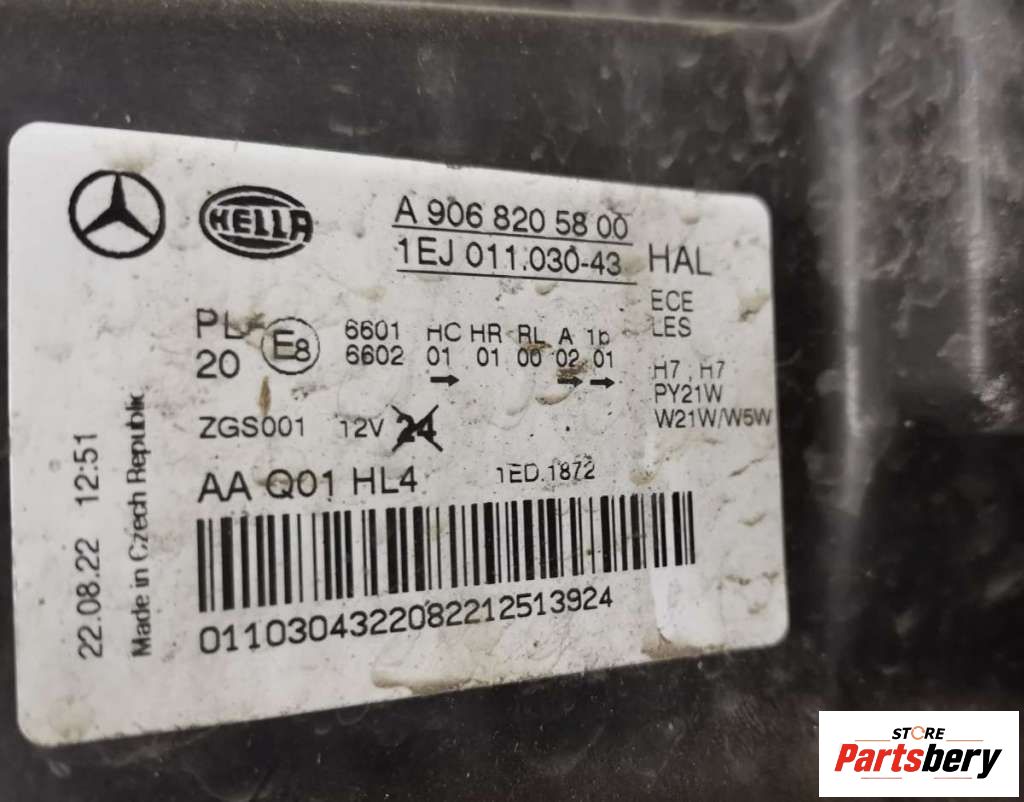 HELLA
A 906 820 58 00
1EJ 011.030-43 HAL
ECE
LES
PL E8 6601 HC HR RL A 1b
20 6602 01 01 00 02 01
H7 , H7
PY21W
W21W/W5W
ZGS001 12V 24
AA Q01 HL4 1ED.1872
0110304322082212513924
22.08.22 12:51
Made in Czech Republic
STORE
Partsbery